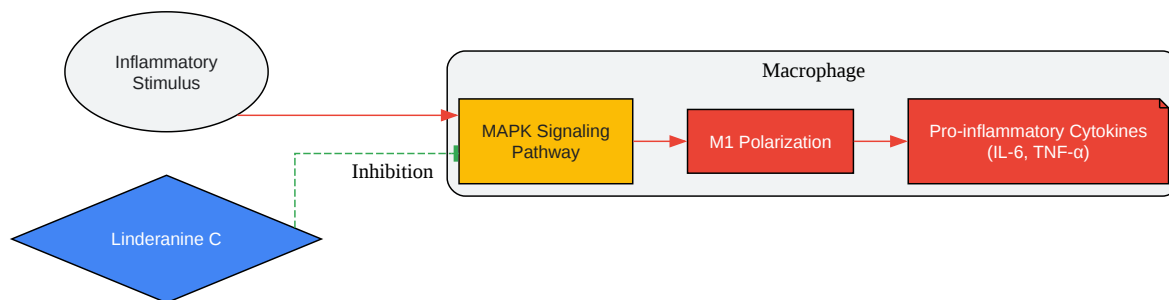 Inflammatory
Stimulus
Macrophage
MAPK Signaling
Pathway
M1 Polarization
Pro-inflammatory Cytokines
(IL-6, TNF-α)
Inhibition
Linderanine C